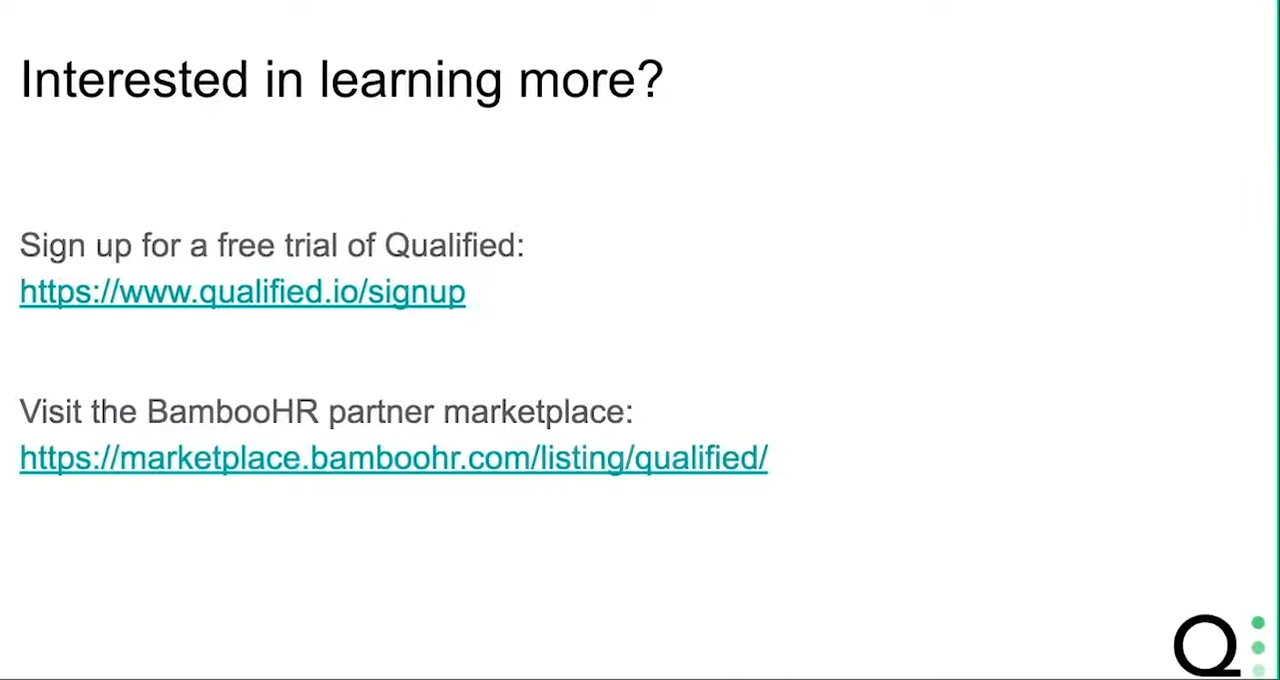 Interested in learning more?
Sign up for a free trial of Qualified:
https://www.qualified.io/signup
Visit the BambooHR partner marketplace:
https://marketplace.bamboohr.com/listing/qualified/
Q